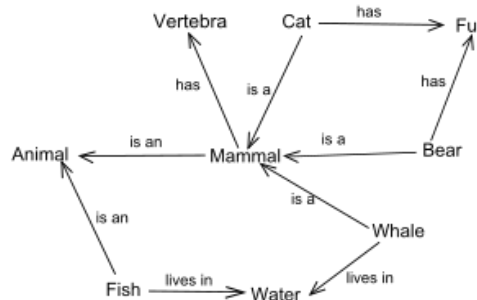 Vertebra
Cat
has
Fu
has
is a
has
Animal
is an
Mammal
is a
Bear
is a
is an
Whale
Fish
lives in
Water
lives in